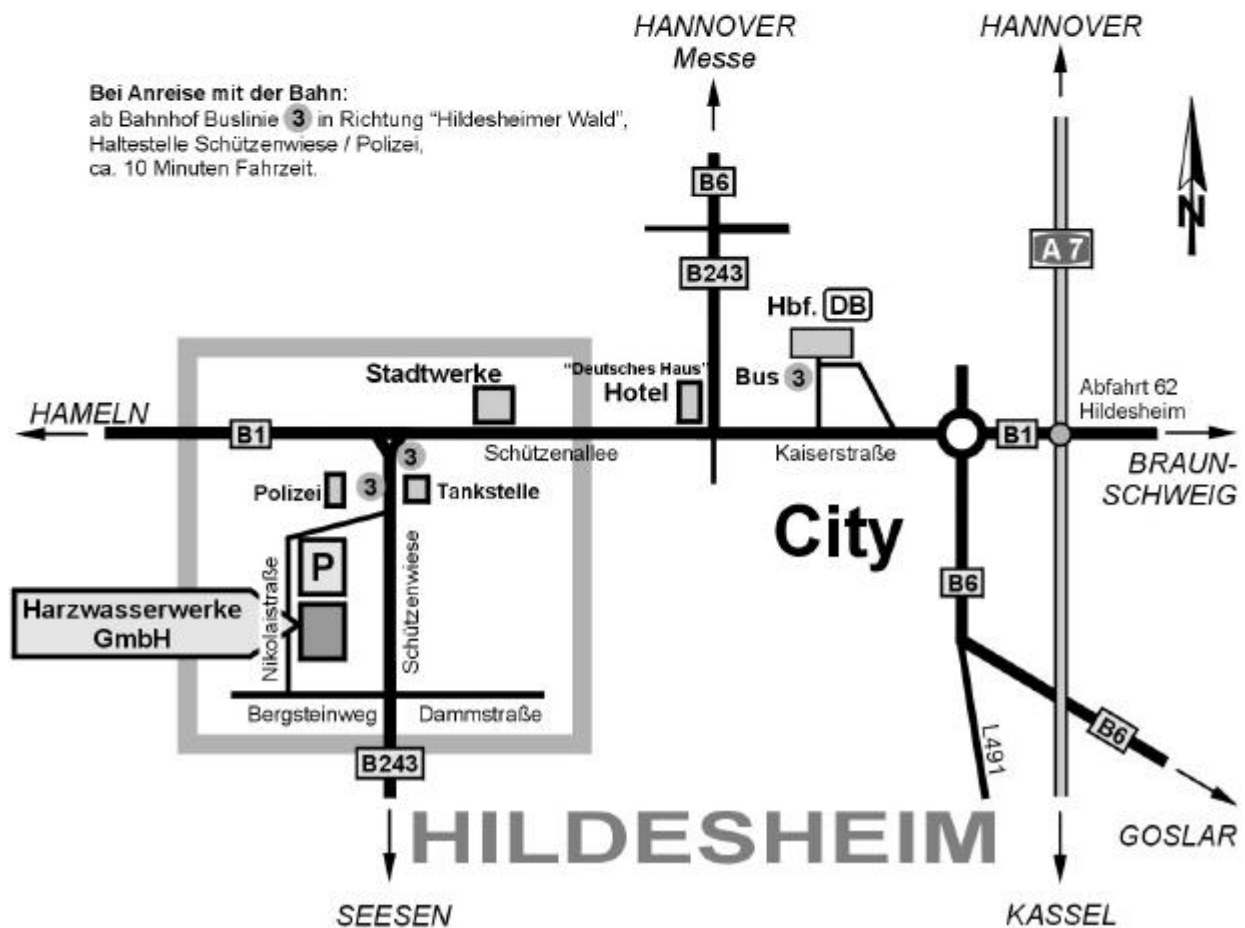 HANNOVER
Messe
HANNOVER
Bei Anreise mit der Bahn:
ab Bahnhof Buslinie 3 in Richtung "Hildesheimer Wald",
Haltestelle Schützenwiese / Polizei,
ca. 10 Minuten Fahrzeit.
B6
N
A 7
B243
Hbf. DB
"Deutsches Haus"
Hotel
Bus 3
Stadtwerke
Abfahrt 62
Hildesheim
HAMELN
B1
B1
Schützenallee
Kaiserstraße
BRAUN-
SCHWEIG
3
3
Polizei
Tankstelle
City
P
Nikolaistraße
Schützenwiese
B6
Harzwasserwerke
GmbH
Bergsteinweg
Dammstraße
L491
B6
B243
HILDESHEIM
GOSLAR
SEESEN
KASSEL